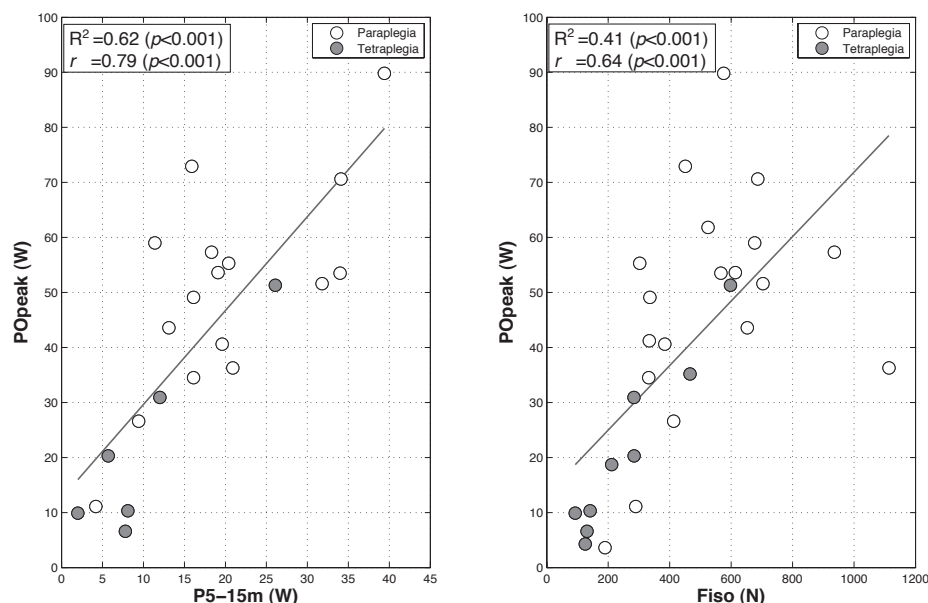 R² =0.62 (p<0.001)
r =0.79 (p<0.001)
Paraplegia
Tetraplegia
100
90
80
70
60
50
40
30
20
10
0
POpeak (W)
0 5 10 15 20 25 30 35 40 45
P5–15m (W)
R² =0.41 (p<0.001)
r =0.64 (p<0.001)
Paraplegia
Tetraplegia
100
90
80
70
60
50
40
30
20
10
0
POpeak (W)
0 200 400 600 800 1000 1200
Fiso (N)